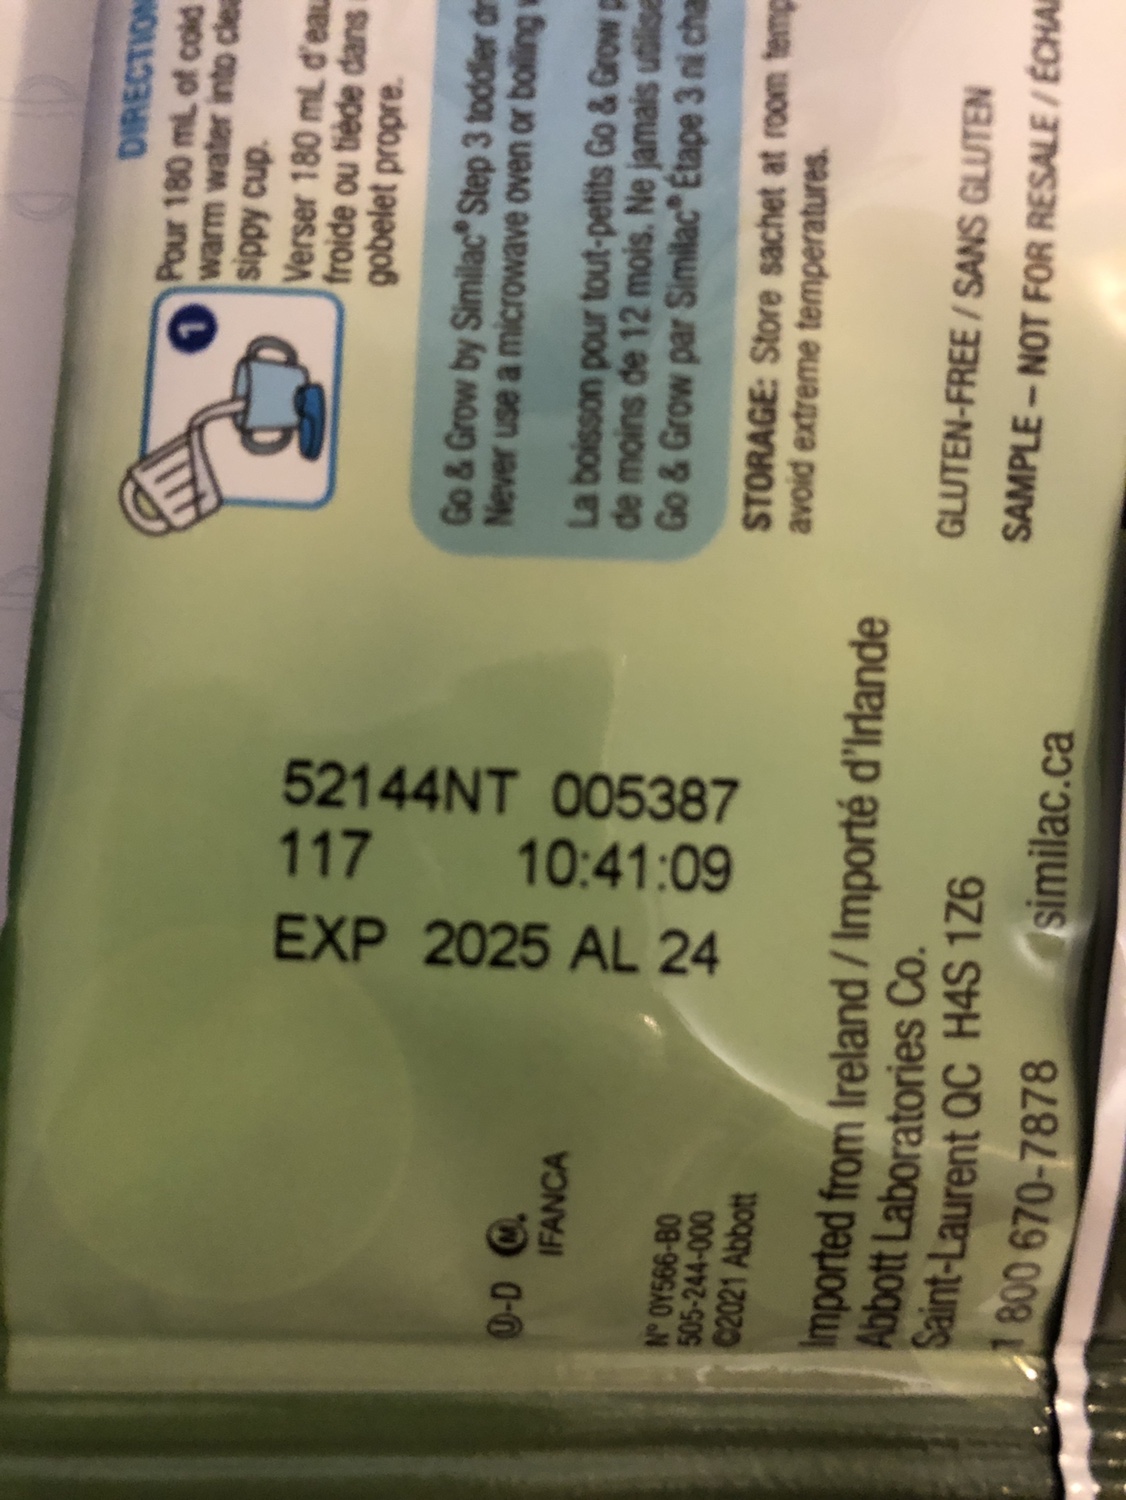 DIRECTION
1
Pour 180 mL of cold
warm water into clea
sippy cup.
Verser 180 mL d'eau
froide ou tiède dans
gobelet propre.
Go & Grow by Similac® Step 3 toddler dr
Never use a microwave oven or boiling
La boisson pour tout-petits Go & Grow p
de moins de 12 mois. Ne jamais utilise
Go & Grow par Similac® Étape 3 ni cha
STORAGE: Store sachet at room temp
avoid extreme temperatures.
GLUTEN-FREE / SANS GLUTEN
SAMPLE – NOT FOR RESALE / ÉCHA
52144NT 005387
117 10:41:09
EXP 2025 AL 24
U-D M.
IFANCA
N° 0Y566-B0
505-244-000
©2021 Abbott
Imported from Ireland / Importé d'Irlande
Abbott Laboratories Co.
Saint-Laurent QC H4S 1Z6
1 800 670-7878 similac.ca